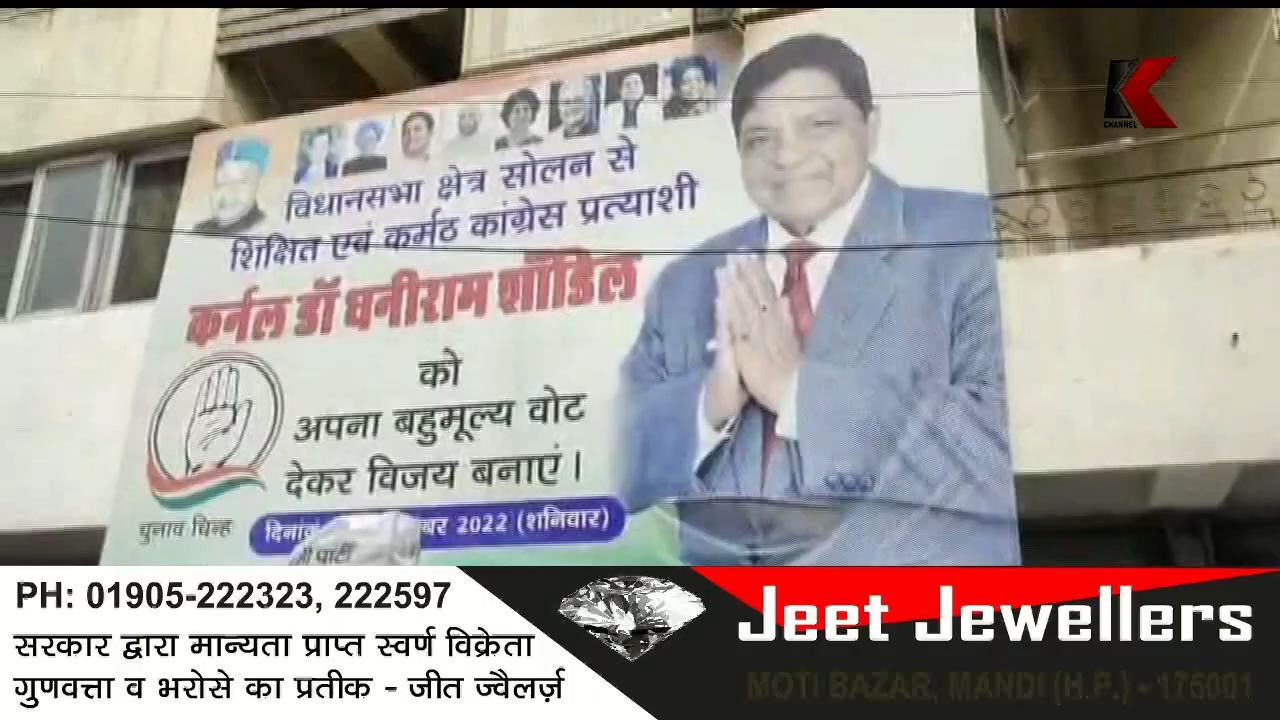 K
CHANNEL
विधानसभा क्षेत्र सोलन से
शिक्षित एवं कर्मठ कांग्रेस प्रत्याशी
कर्नल डॉ धनीराम शॉडिल
को
अपना बहुमूल्य वोट
देकर विजय बनाएं।
चुनाव चिन्ह
2022 (शनिवार)
पार्टी
PH: 01905-222323, 222597
सरकार द्वारा मान्यता प्राप्त स्वर्ण विक्रेता
गुणवत्ता व भरोसे का प्रतीक - जीत ज्वैलर्ज़
Jeet Jewellers
MOTI BAZAR, MANDI (H.P.) - 175001